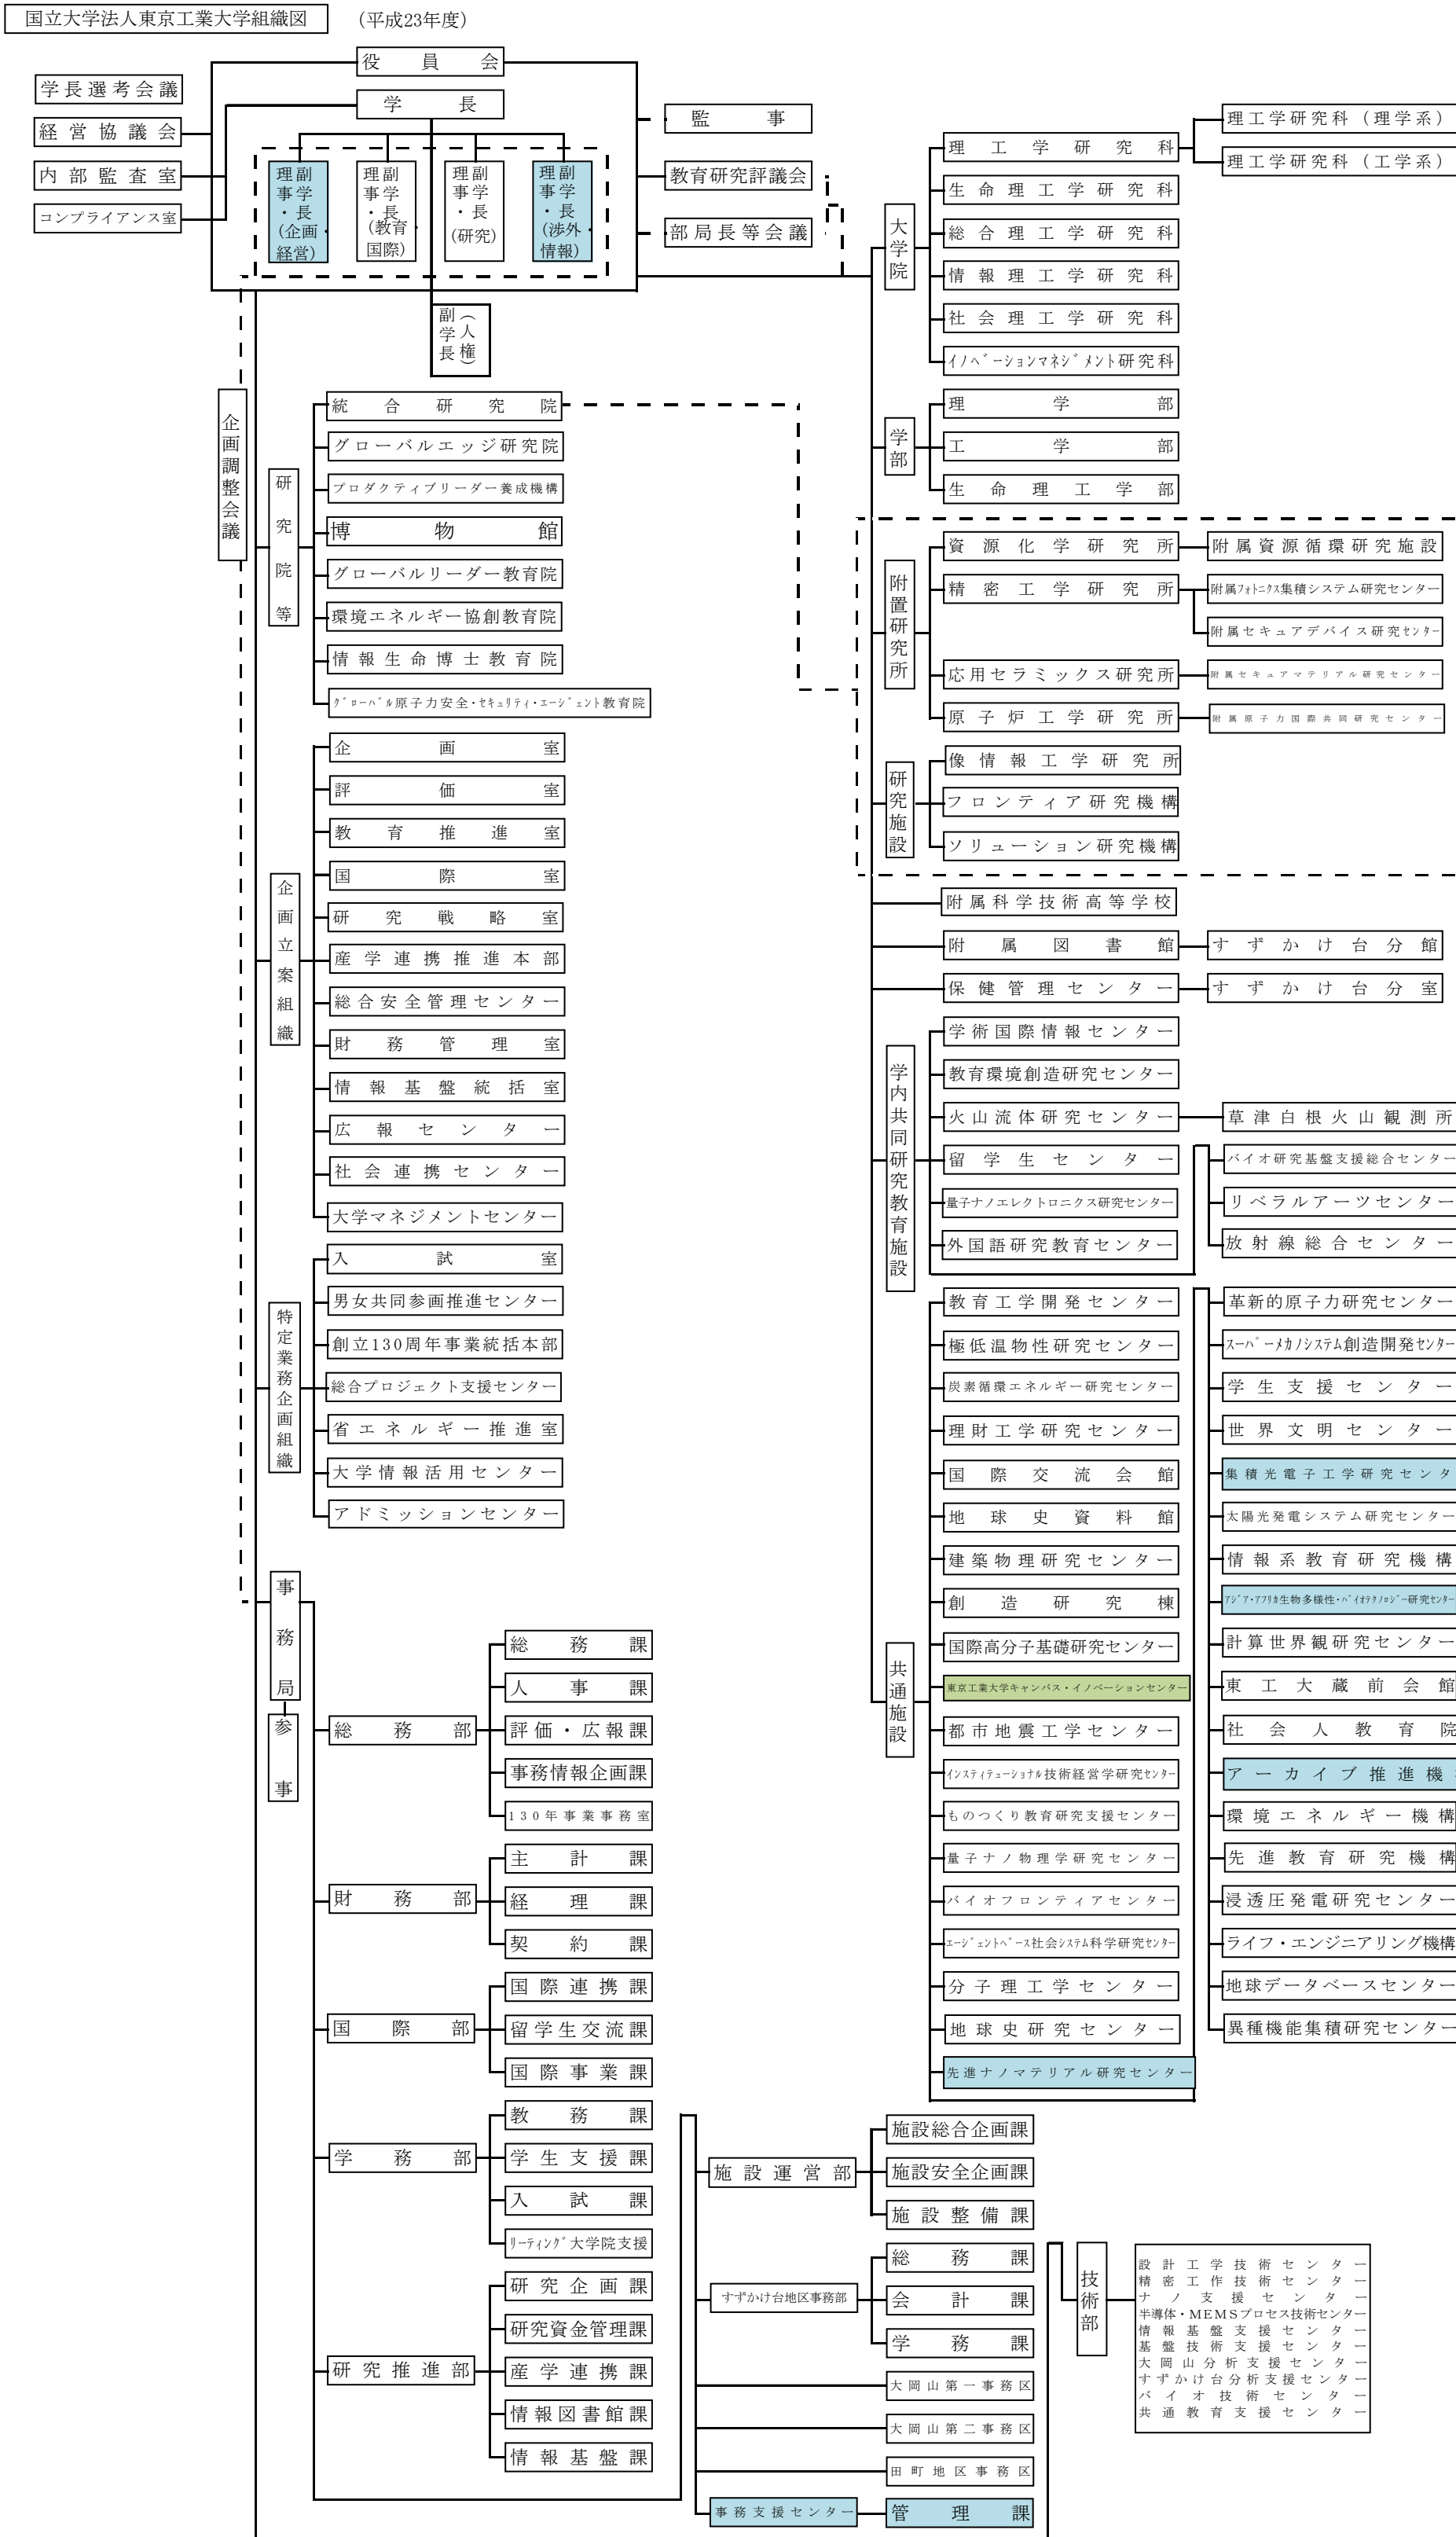 国立大学法人東京工業大学組織図
（平成23年度）
役員会
学長選考会議
学長
経営協議会
監事
内部監査室
教育研究評議会
コンプライアンス室
部局長等会議
理事・副学長(企画・経営)
理事・副学長(教育・国際)
理事・副学長(研究)
理事・副学長(渉外・情報)
副学長（人権）
企画調整会議
研究院等
統合研究院
グローバルエッジ研究院
プロダクティブリーダー養成機構
博物館
グローバルリーダー教育院
環境エネルギー協創教育院
情報生命博士教育院
グローバル原子力安全・セキュリティ・エージェント教育院
企画立案組織
企画室
評価室
教育推進室
国際室
研究戦略室
産学連携推進本部
総合安全管理センター
財務管理室
情報基盤統括室
広報センター
社会連携センター
大学マネジメントセンター
特定業務企画組織
入試室
男女共同参画推進センター
創立130周年事業統括本部
総合プロジェクト支援センター
省エネルギー推進室
大学情報活用センター
アドミッションセンター
事務局
参事
総務部
総務課
人事課
評価・広報課
事務情報企画課
130年事業事務室
財務部
主計課
経理課
契約課
国際部
国際連携課
留学生交流課
国際事業課
学務部
教務課
学生支援課
入試課
リーディング大学院支援
研究推進部
研究企画課
研究資金管理課
産学連携課
情報図書館課
情報基盤課
施設運営部
施設総合企画課
施設安全企画課
施設整備課
すずかけ台地区事務部
総務課
会計課
学務課
大岡山第一事務区
大岡山第二事務区
田町地区事務区
事務支援センター
管理課
技術部
設計工学技術センター
精密工作技術センター
ナノ支援センター
半導体・MEMSプロセス技術センター
情報基盤支援センター
基盤技術支援センター
大岡山分析支援センター
すずかけ台分析支援センター
バイオ技術センター
共通教育支援センター
大学院
理工学研究科
理工学研究科（理学系）
理工学研究科（工学系）
生命理工学研究科
総合理工学研究科
情報理工学研究科
社会理工学研究科
イノベーションマネジメント研究科
学部
理学部
工学部
生命理工学部
附置研究所
資源化学研究所
附属資源循環研究施設
精密工学研究所
附属フォトニクス集積システム研究センター
附属セキュアデバイス研究センター
応用セラミックス研究所
附属セキュアマテリアル研究センター
原子炉工学研究所
附属原子力国際共同研究センター
研究施設
像情報工学研究所
フロンティア研究機構
ソリューション研究機構
附属科学技術高等学校
附属図書館
すずかけ台分館
保健管理センター
すずかけ台分室
学内共同研究教育施設
学術国際情報センター
教育環境創造研究センター
火山流体研究センター
草津白根火山観測所
留学生センター
量子ナノエレクトロニクス研究センター
外国語研究教育センター
バイオ研究基盤支援総合センター
リベラルアーツセンター
放射線総合センター
共通施設
教育工学開発センター
極低温物性研究センター
炭素循環エネルギー研究センター
理財工学研究センター
国際交流会館
地球史資料館
建築物理研究センター
創造研究棟
国際高分子基礎研究センター
東京工業大学キャンパス・イノベーションセンター
都市地震工学センター
インスティテューショナル技術経営学研究センター
ものつくり教育研究支援センター
量子ナノ物理学研究センター
バイオフロンティアセンター
エージェントベース社会システム科学研究センター
分子理工学センター
地球史研究センター
先進ナノマテリアル研究センター
革新的原子力研究センター
スーパーメカノシステム創造開発センター
学生支援センター
世界文明センター
集積光電子工学研究センタ
太陽光発電システム研究センター
情報系教育研究機構
アジア・アフリカ生物多様性・バイオテクノロジー研究センター
計算世界観研究センター
東工大蔵前会館
社会人教育院
アーカイブ推進機
環境エネルギー機構
先進教育研究機構
浸透圧発電研究センター
ライフ・エンジニアリング機構
地球データベースセンター
異種機能集積研究センター